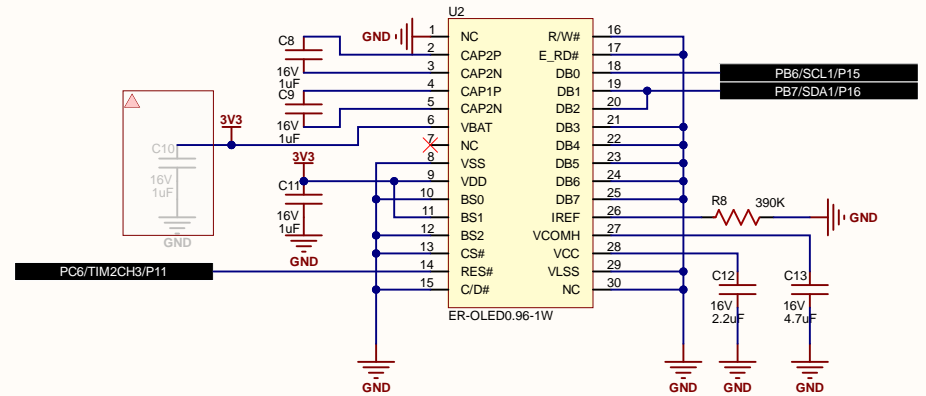 U2
GND
1 NC R/W# 16
2 CAP2P E_RD# 17
3 CAP2N DB0 18
4 CAP1P DB1 19
5 CAP2N DB2 20
6 VBAT DB3 21
7 NC DB4 22
8 VSS DB5 23
9 VDD DB6 24
10 BS0 DB7 25
11 BS1 IREF 26
12 BS2 VCOMH 27
13 CS# VCC 28
14 RES# VLSS 29
15 C/D# NC 30
ER-OLED0.96-1W
C8
16V
1uF
C9
16V
1uF
3V3
C10
16V
1uF
GND
3V3
C11
16V
1uF
GND
PC6/TIM2CH3/P11
GND
PB6/SCL1/P15
PB7/SDA1/P16
R8 390K
GND
C12
16V
2.2uF
C13
16V
4.7uF
GND
GND
GND